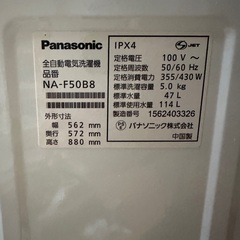 Panasonic
全自動電気洗濯機
品番
NA-F50B8
外形寸法
幅 562 mm
奥行 572 mm
高さ 880 mm
IPX4
JET
定格電圧 100 V～
定格周波数 50/60 Hz
定格消費電力 355/430 W
標準洗濯容量 5.0 kg
標準水量 47 L
標準使用水量 114 L
製造番号 1562403326
パナソニック株式会社
中国製